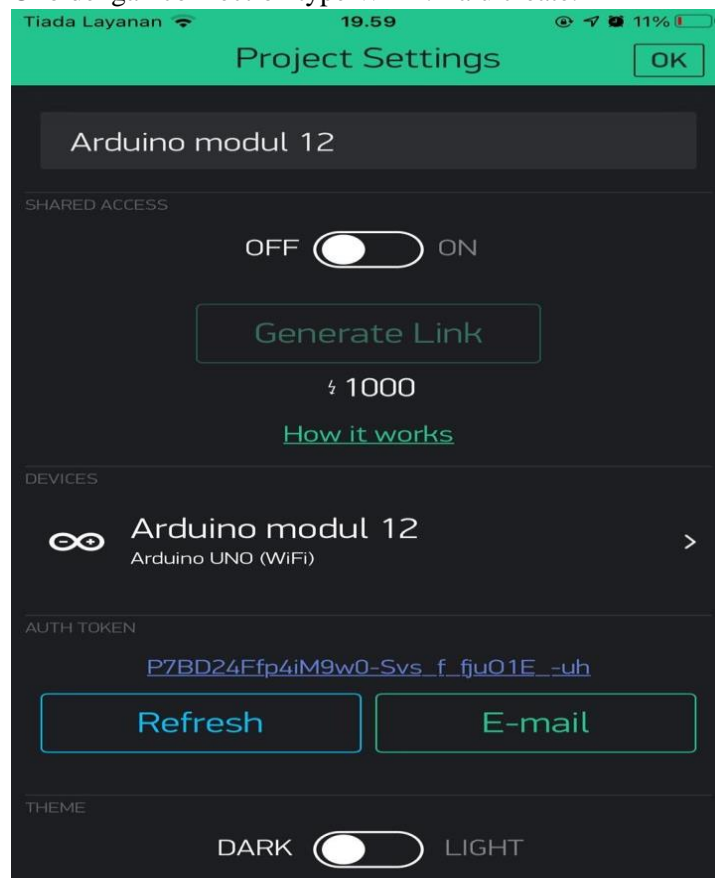 Tiada Layanan 19.59 11%
Project Settings OK
Arduino modul 12
SHARED ACCESS
OFF ON
Generate Link
1000
How it works
DEVICES
Arduino modul 12
Arduino UNO (WiFi)
AUTH TOKEN
P7BD24Ffp4iM9w0-Svs_f_fjuO1E_-uh
Refresh E-mail
THEME
DARK LIGHT